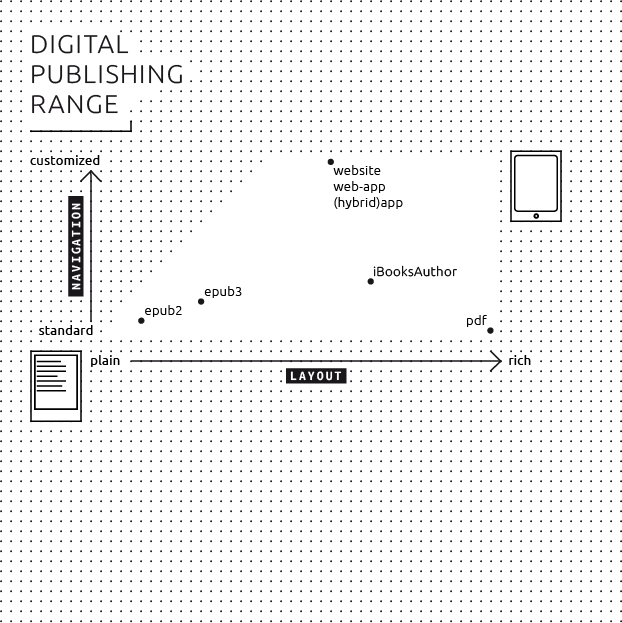 DIGITAL
PUBLISHING
RANGE
customized
website
web-app
(hybrid)app
NAVIGATION
iBooksAuthor
epub3
epub2
pdf
standard
plain
rich
LAYOUT